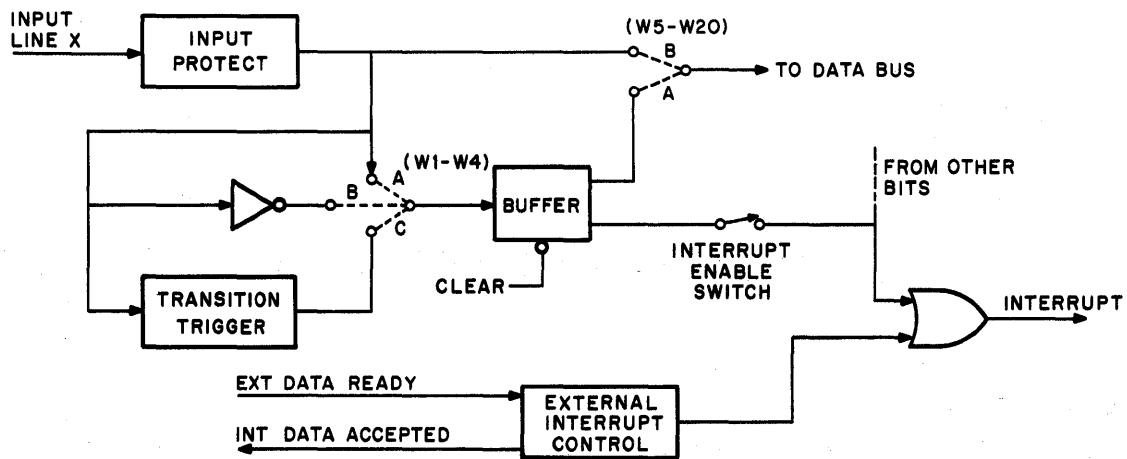 INPUT
LINE X
INPUT
PROTECT
(W5-W20)
B
TO DATA BUS
A
(W1-W4)
A
B
C
BUFFER
FROM OTHER
BITS
CLEAR
INTERRUPT
ENABLE
SWITCH
TRANSITION
TRIGGER
INTERRUPT
EXT DATA READY
INT DATA ACCEPTED
EXTERNAL
INTERRUPT
CONTROL